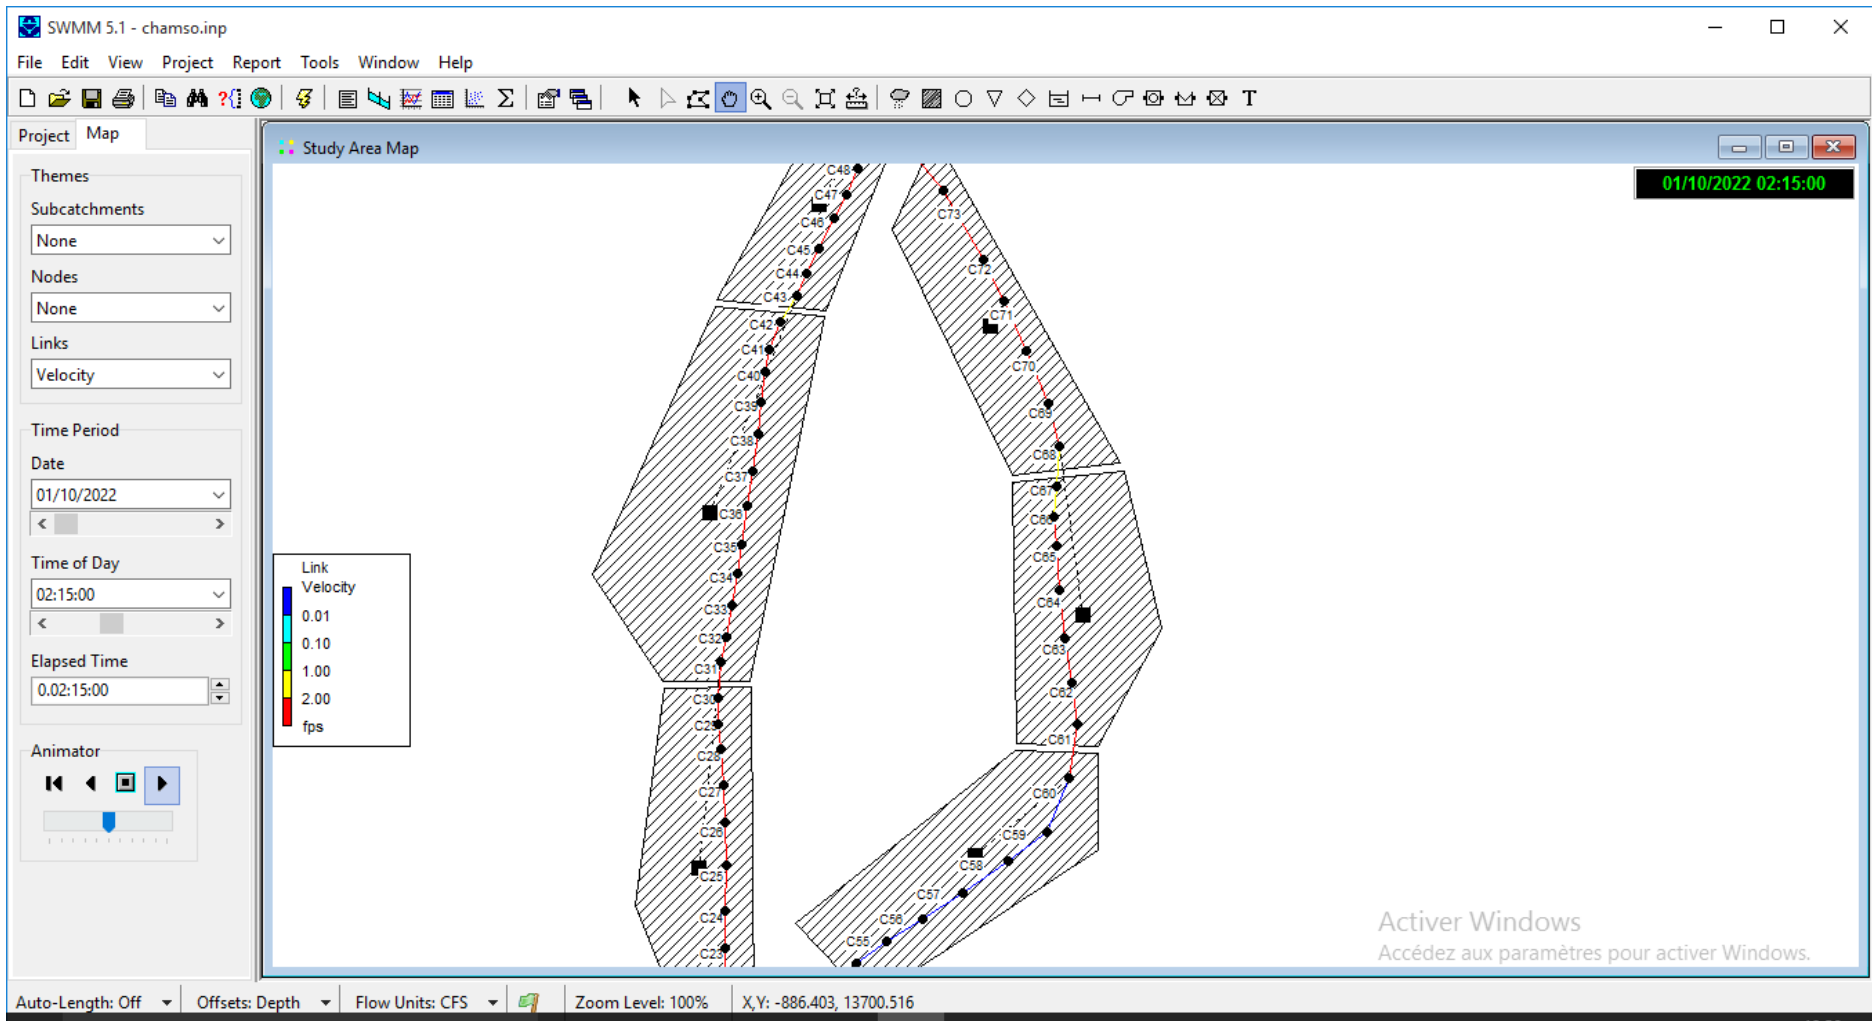 SWMM 5.1 - chamso.inp
File Edit View Project Report Tools Window Help
T
Project Map
Study Area Map
01/10/2022 02:15:00
Themes
Subcatchments
None
Nodes
None
Links
Velocity
Time Period
Date
01/10/2022
Time of Day
02:15:00
Elapsed Time
0.02:15:00
Animator
Link
Velocity
0.01
0.10
1.00
2.00
fps
C48
C47
C46
C45
C44
C43
C42
C41
C40
C39
C38
C37
C36
C35
C34
C33
C32
C31
C30
C29
C28
C27
C26
C25
C24
C23
C73
C72
C71
C70
C69
C68
C67
C66
C65
C64
C63
C62
C61
C60
C59
C58
C57
C56
C55
Activer Windows
Accédez aux paramètres pour activer Windows.
Auto-Length: Off Offsets: Depth Flow Units: CFS Zoom Level: 100% X,Y: -886.403, 13700.516